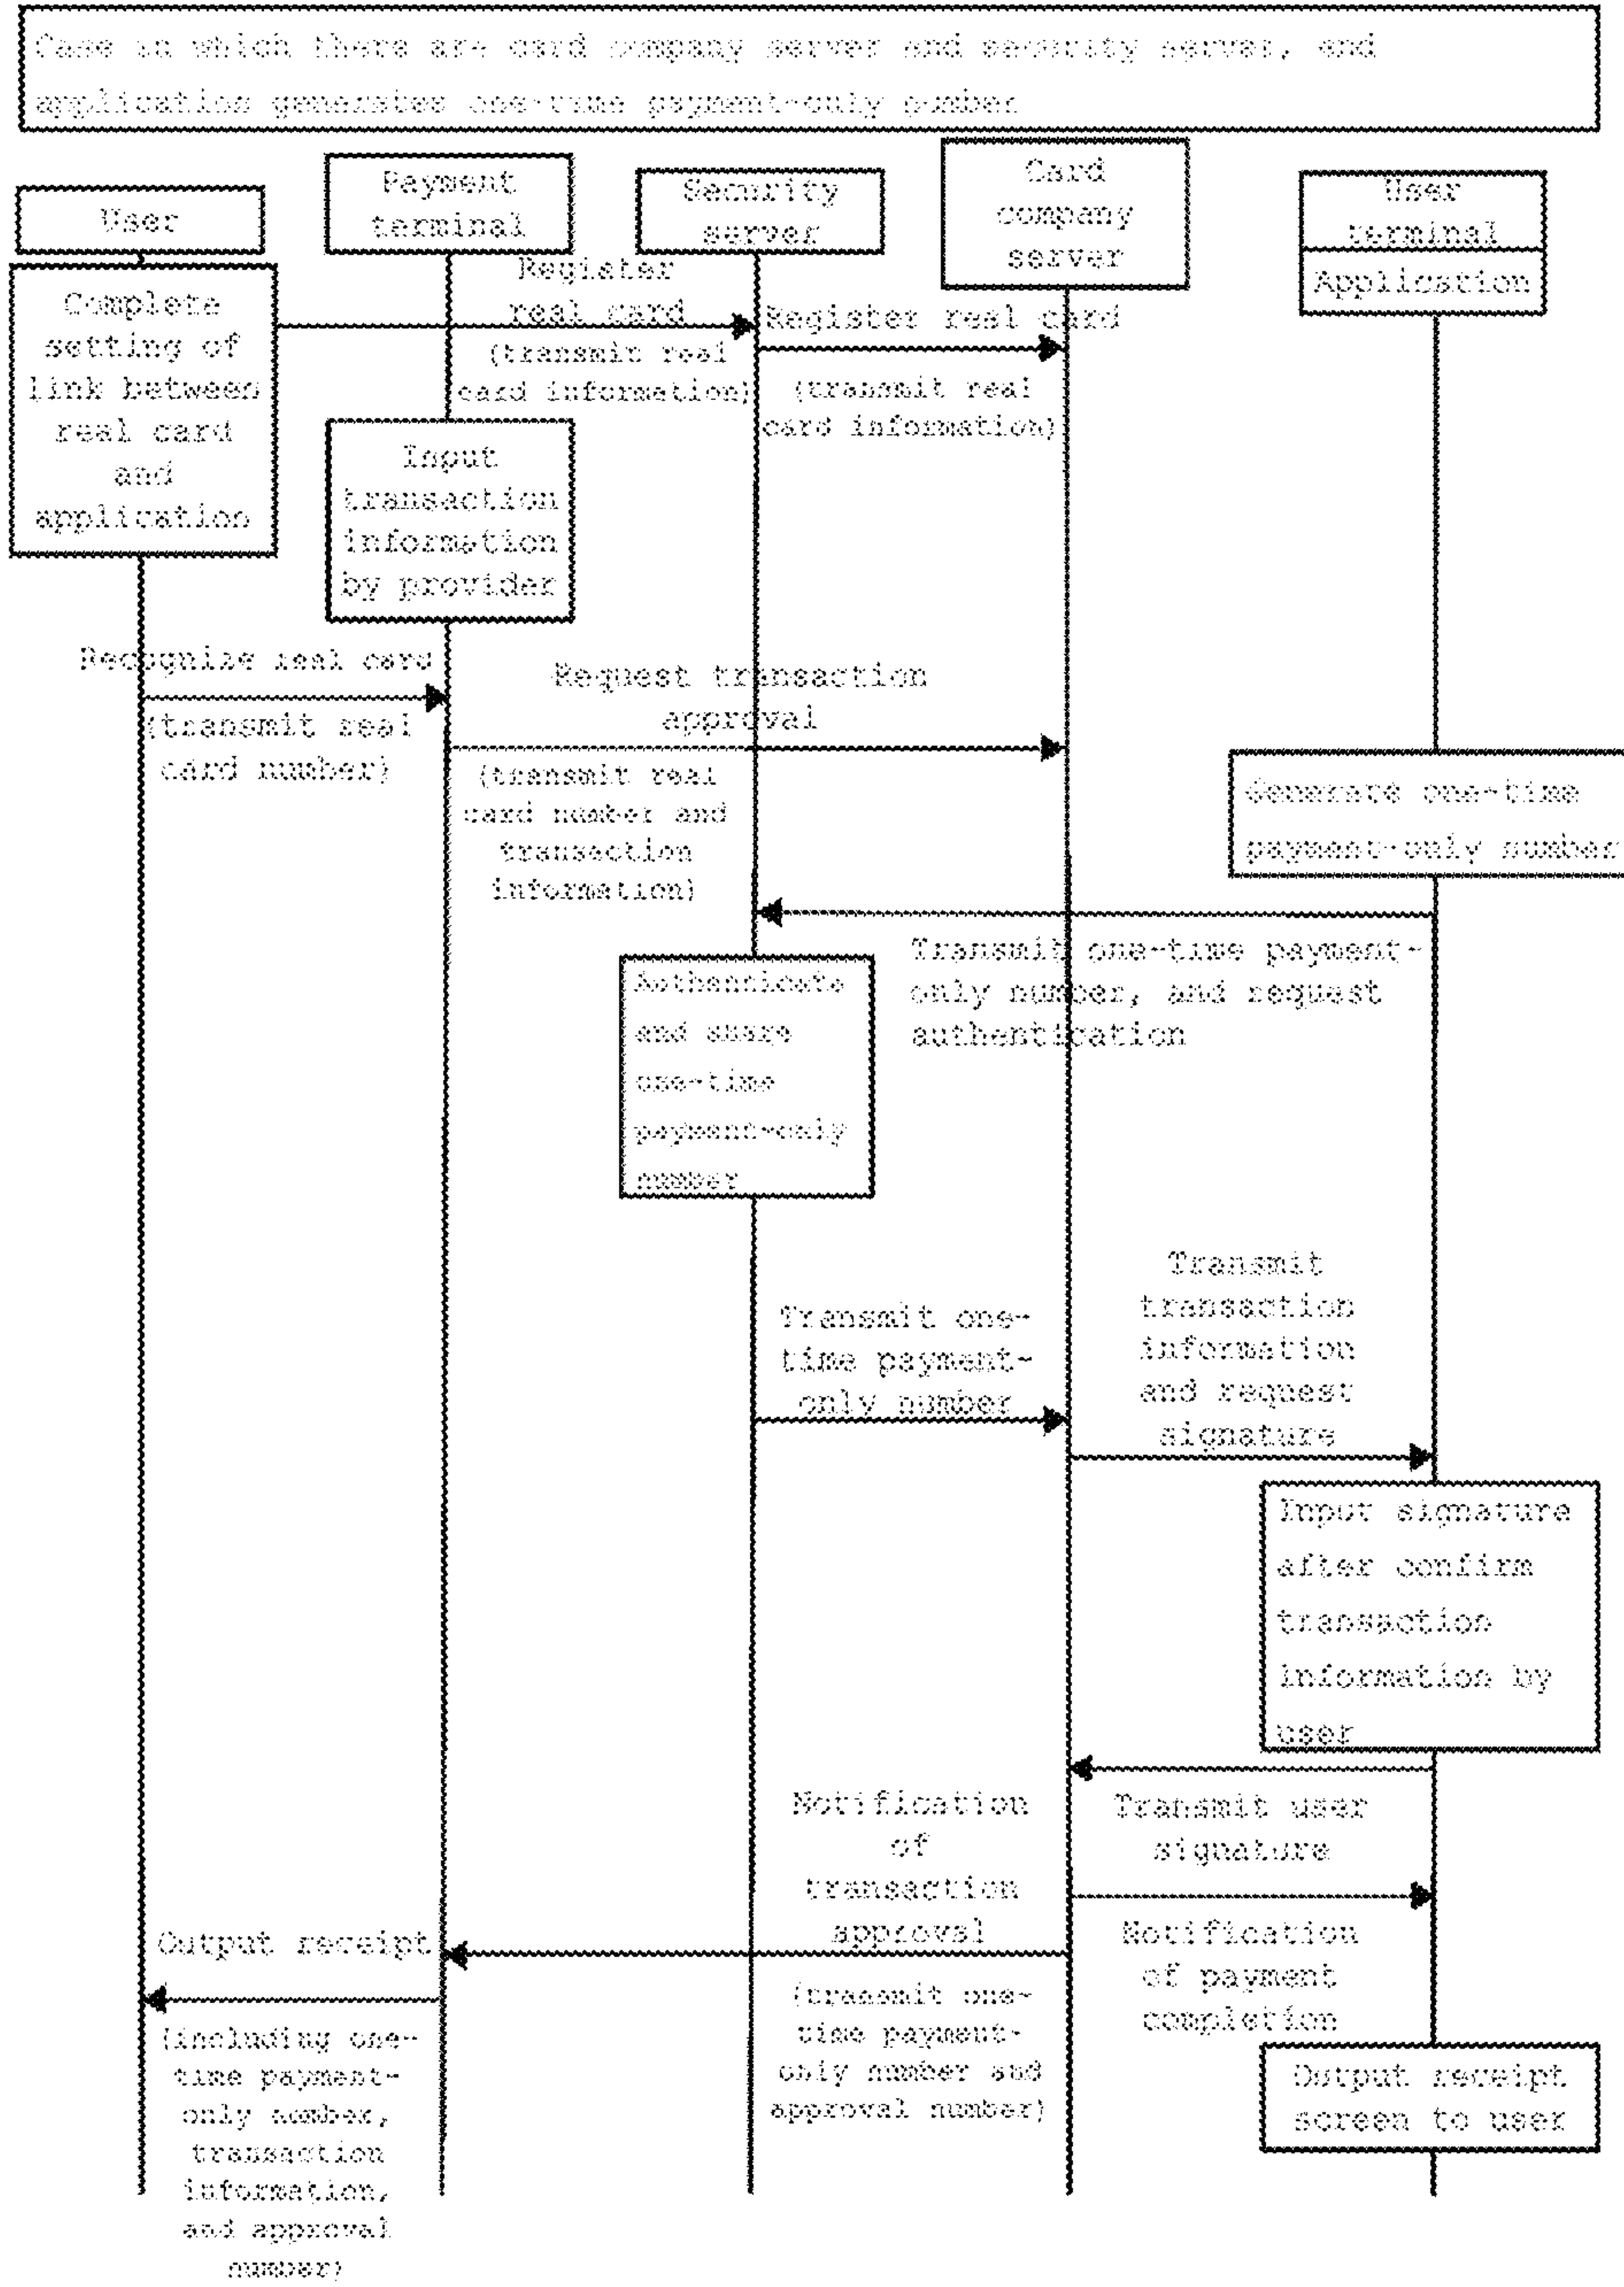 Case in which there are card company server and security server, and
application generates one-time payment-only number
User
Payment
terminal
Security
server
Card
company
server
User
terminal
Application
Complete
setting of
link between
real card
and
application
Register
real card
(transmit real
card information)
Register real card
(transmit real
card information)
Input
transaction
information
by provider
Recognize real card
(transmit real
card number)
Request transaction
approval
(transmit real
card number and
transaction
information)
Generate one-time
payment-only number
Transmit one-time payment-
only number, and request
authentication
Authenticate
and share
one-time
payment-only
number
Transmit one-
time payment-
only number
Transmit
transaction
information
and request
signature
Input signature
after confirm
transaction
information by
user
Transmit user
signature
Notification
of
transaction
approval
(transmit one-
time payment-
only number and
approval number)
Notification
of payment
completion
Output receipt
(including one-
time payment-
only number,
transaction
information,
and approval
number)
Output receipt
screen to user